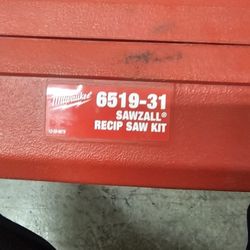 Milwaukee
6519-31
SAWZALL®
RECIP SAW KIT